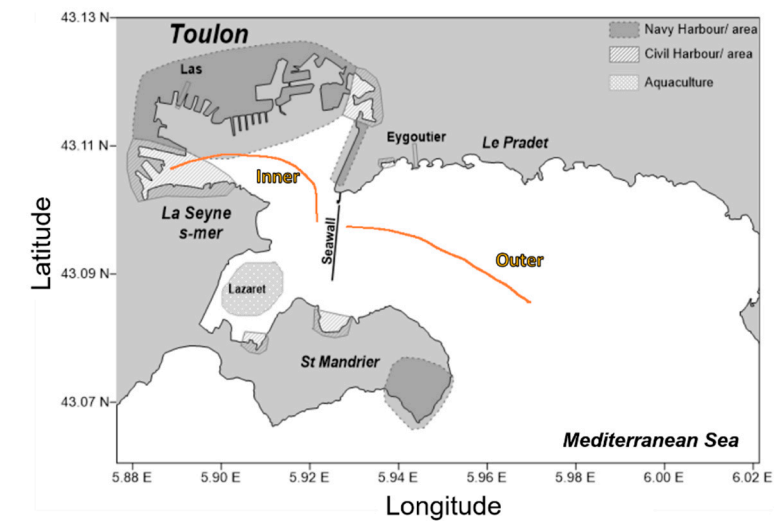 43.13 N
Toulon
Navy Harbour/ area
Civil Harbour/ area
Aquaculture
Las
43.11 N
Eygoutier
Le Pradet
Inner
La Seyne
s-mer
Seawall
Latitude
Outer
43.09 N
Lazaret
St Mandrier
43.07 N
Mediterranean Sea
5.88 E 5.90 E 5.92 E 5.94 E 5.96 E 5.98 E 6.00 E 6.02 E
Longitude